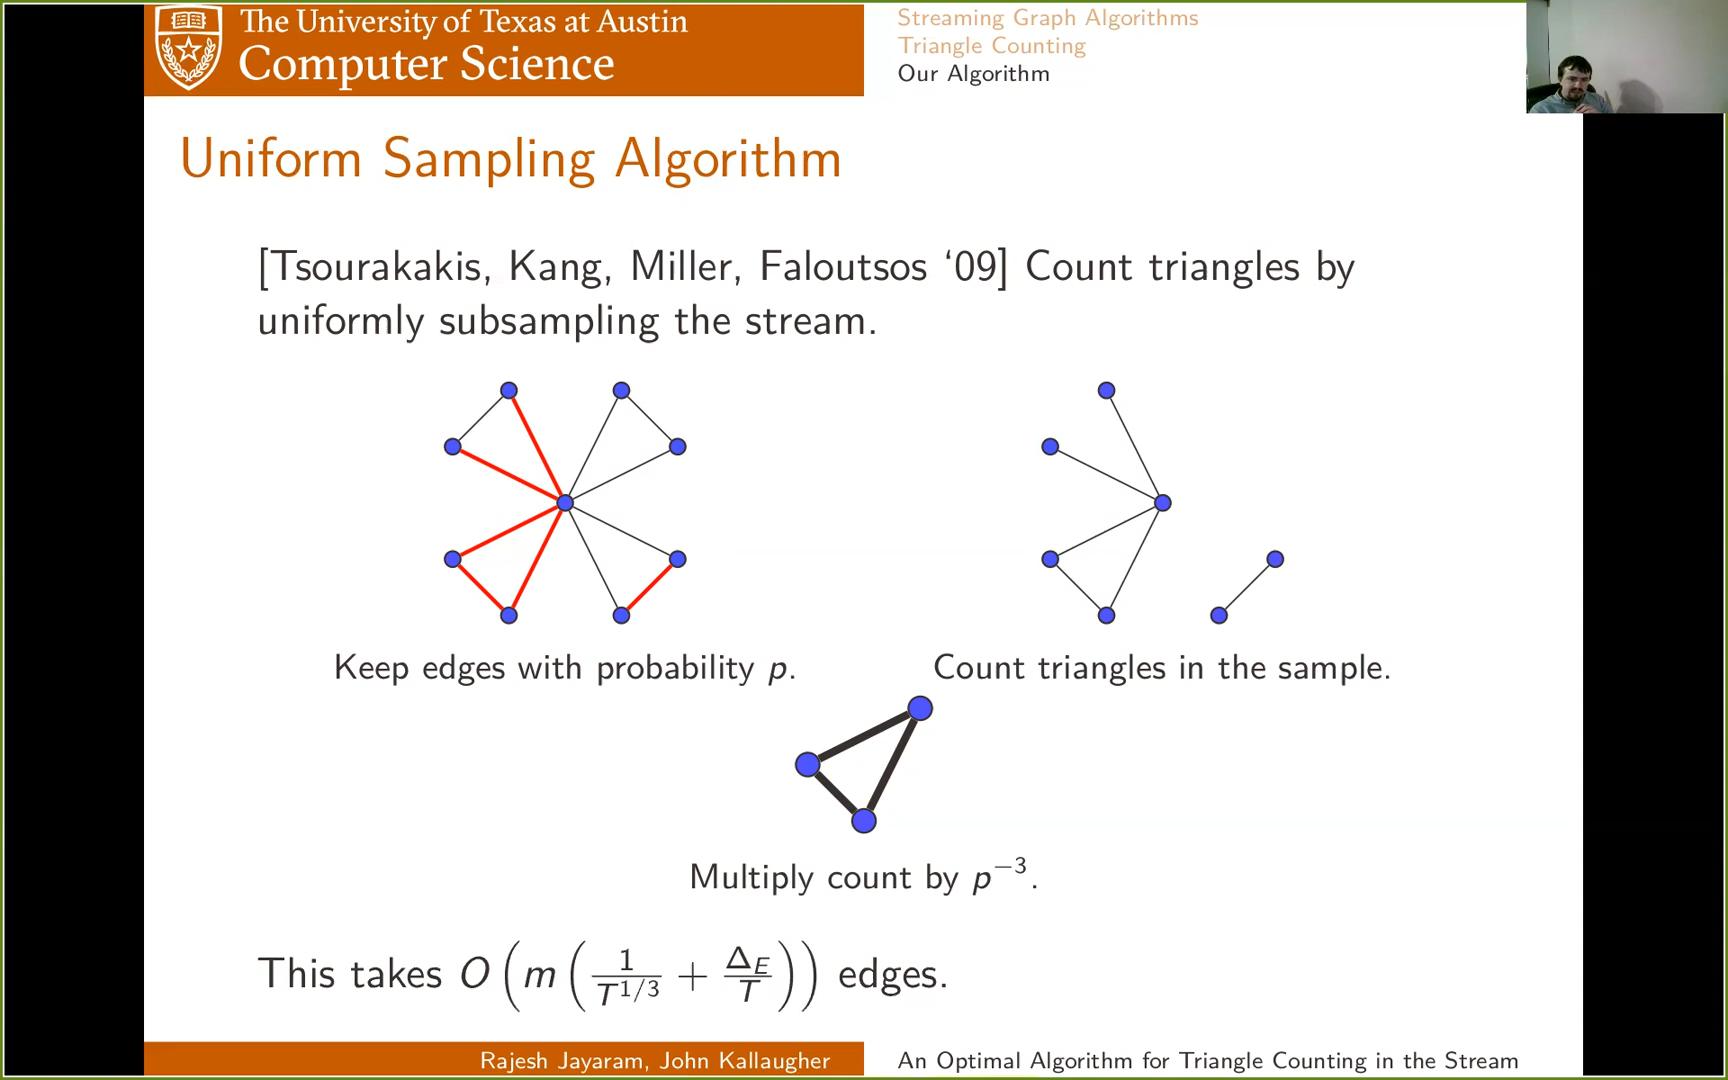 The University of Texas at Austin
Computer Science
Streaming Graph Algorithms
Triangle Counting
Our Algorithm
Uniform Sampling Algorithm
[Tsourakakis, Kang, Miller, Faloutsos ‘09] Count triangles by
uniformly subsampling the stream.
Keep edges with probability p.
Count triangles in the sample.
Multiply count by p⁻³.
This takes O(m(1/T^{1/3} + Δ_E/T)) edges.
Rajesh Jayaram, John Kallaugher
An Optimal Algorithm for Triangle Counting in the Stream